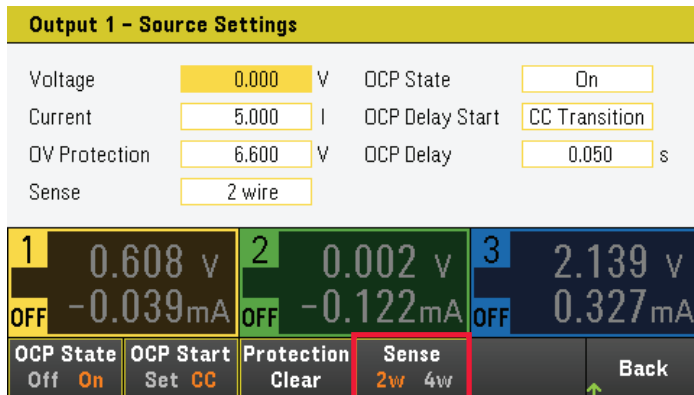 Output 1 – Source Settings
Voltage 0.000 V OCP State On
Current 5.000 I OCP Delay Start CC Transition
OV Protection 6.600 V OCP Delay 0.050 s
Sense 2 wire
1 0.608 V 2 0.002 V 3 2.139 V
OFF -0.039mA OFF -0.122mA OFF 0.327mA
OCP State OCP Start Protection Sense
Off On Set CC Clear 2w 4w Back